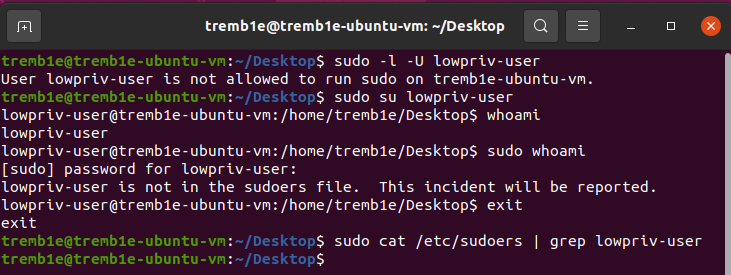 tremb1e@tremb1e-ubuntu-vm: ~/Desktop
tremb1e@tremb1e-ubuntu-vm:~/Desktop$ sudo -l -U lowpriv-user
User lowpriv-user is not allowed to run sudo on tremb1e-ubuntu-vm.
tremb1e@tremb1e-ubuntu-vm:~/Desktop$ sudo su lowpriv-user
lowpriv-user@tremb1e-ubuntu-vm:/home/tremb1e/Desktop$ whoami
lowpriv-user
lowpriv-user@tremb1e-ubuntu-vm:/home/tremb1e/Desktop$ sudo whoami
[sudo] password for lowpriv-user:
lowpriv-user is not in the sudoers file.  This incident will be reported.
lowpriv-user@tremb1e-ubuntu-vm:/home/tremb1e/Desktop$ exit
exit
tremb1e@tremb1e-ubuntu-vm:~/Desktop$ sudo cat /etc/sudoers | grep lowpriv-user
tremb1e@tremb1e-ubuntu-vm:~/Desktop$